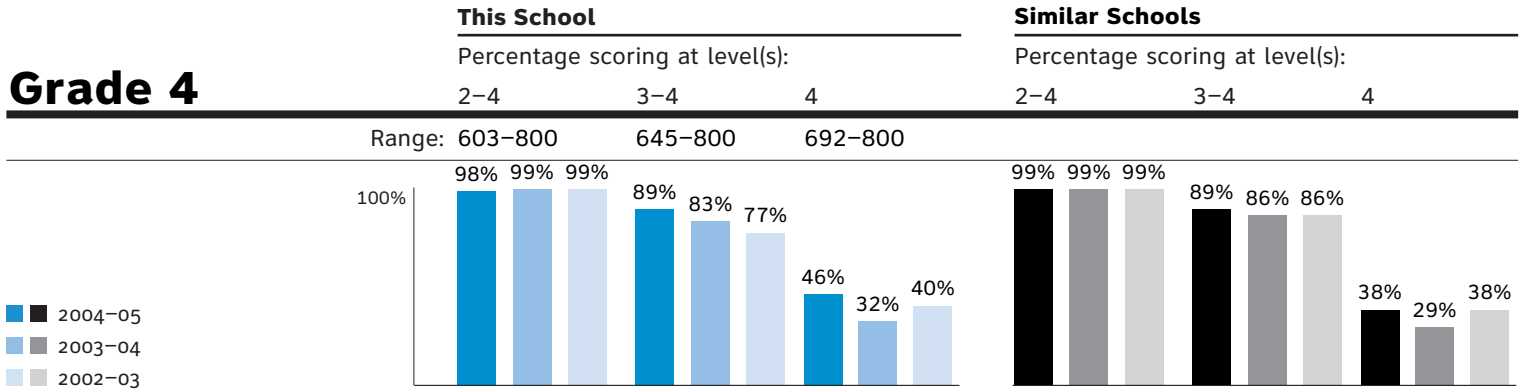 This School Similar Schools
Percentage scoring at level(s): Percentage scoring at level(s):
Grade 4 2–4 3–4 4 2–4 3–4 4
Range: 603–800 645–800 692–800
98% 99% 99% 89% 83% 77% 46% 32% 40% 99% 99% 99% 89% 86% 86% 38% 29% 38%
100%
2004–05
2003–04
2002–03